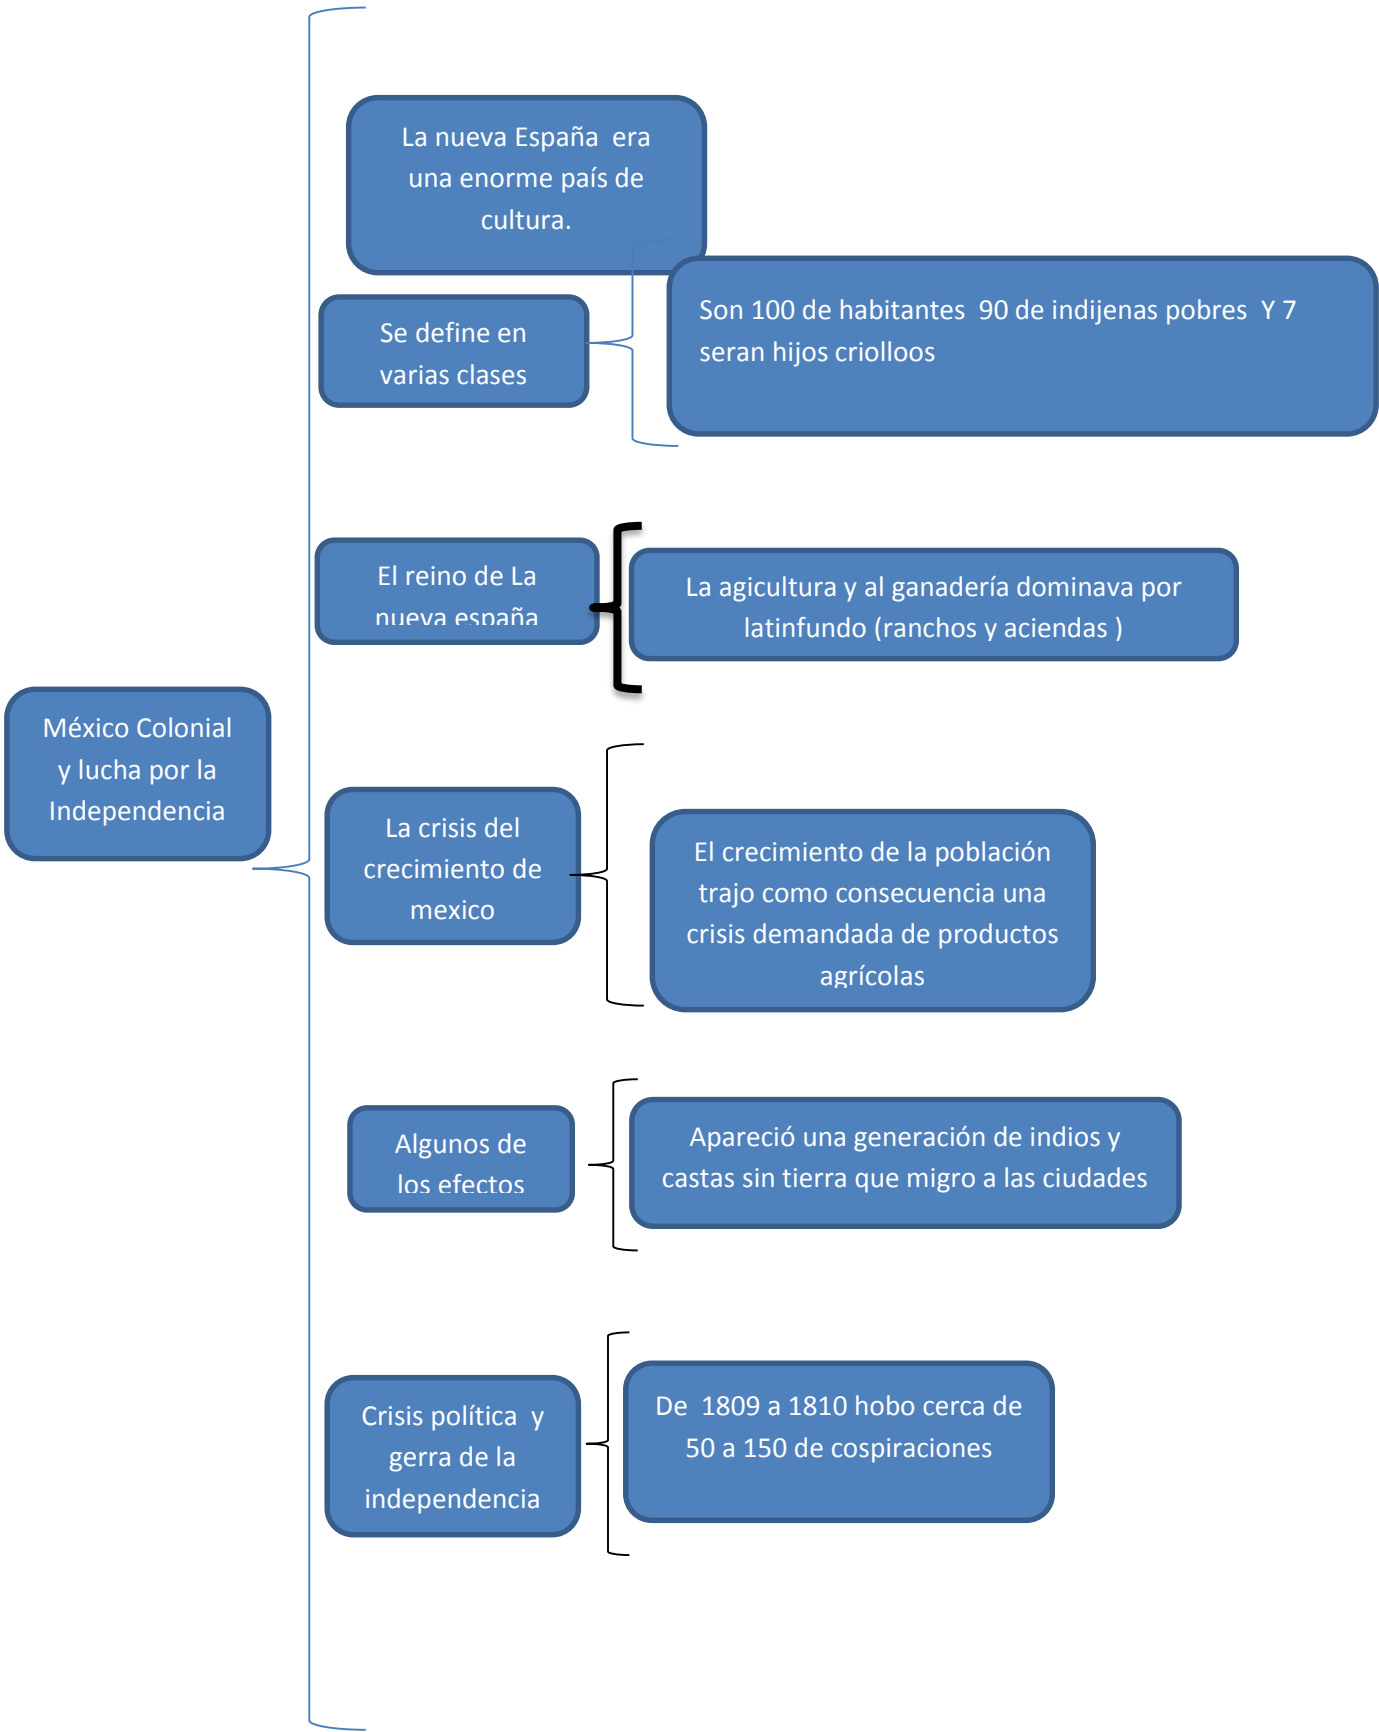 La nueva España era
una enorme país de
cultura.
Se define en
varias clases
Son 100 de habitantes 90 de indijenas pobres Y 7
seran hijos criolloos
El reino de La
nueva españa
La agicultura y al ganadería dominava por
latinfundo (ranchos y aciendas )
México Colonial
y lucha por la
Independencia
La crisis del
crecimiento de
mexico
El crecimiento de la población
trajo como consecuencia una
crisis demandada de productos
agrícolas
Algunos de
los efectos
Apareció una generación de indios y
castas sin tierra que migro a las ciudades
Crisis política y
gerra de la
independencia
De 1809 a 1810 hobo cerca de
50 a 150 de cospiraciones